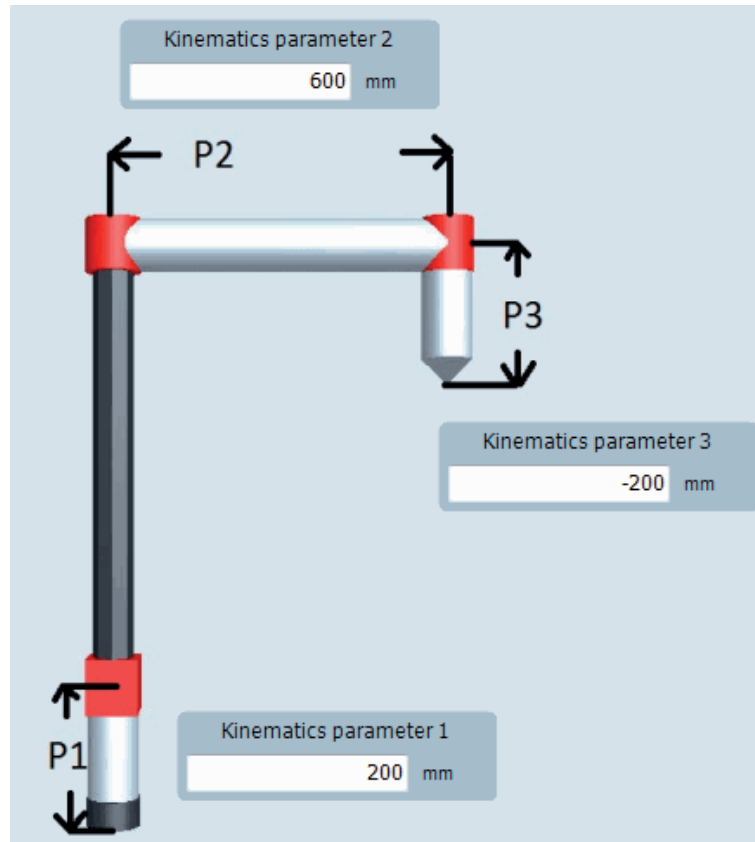 Kinematics parameter 2
600 mm
P2
P3
Kinematics parameter 3
-200 mm
Kinematics parameter 1
P1
200 mm